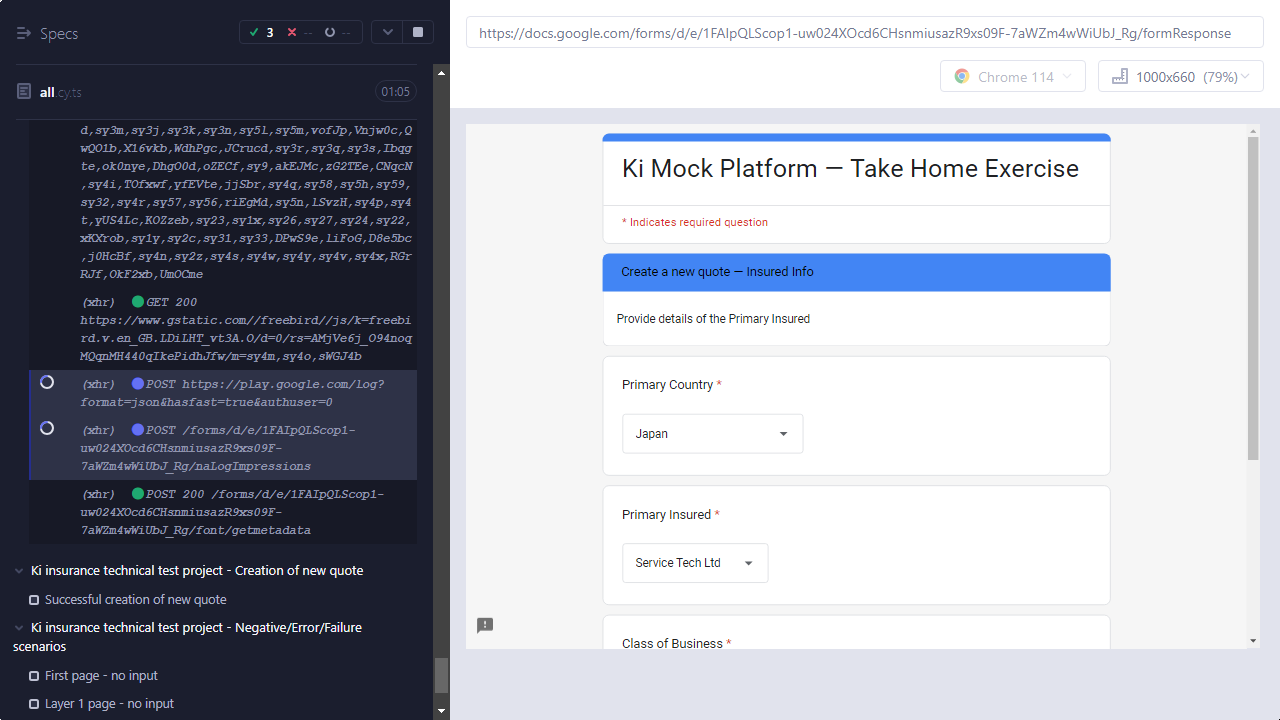 Specs
3
--
--
all.cy.ts
01:05
d,sy3m,sy3j,sy3k,sy3n,sy5l,sy5m,vofJp,Vnjw0c,Q
wQO1b,X16vkb,WdhPgc,JCrucd,sy3r,sy3q,sy3s,Ibqg
te,ok0nye,DhgO0d,oZECf,sy9,akEJMc,zG2TEe,CNqcN
,sy4i,TOfxwf,yfEVte,jjSbr,sy4q,sy58,sy5h,sy59,
sy32,sy4r,sy57,sy56,riEgMd,sy5n,lSvzH,sy4p,sy4
t,yUS4Lc,KOZzeb,sy23,sy1x,sy26,sy27,sy24,sy22,
xKXrob,sy1y,sy2c,sy31,sy33,DPwS9e,liFoG,D8e5bc
,j0HcBf,sy4n,sy2z,sy4s,sy4w,sy4y,sy4v,sy4x,RGr
RJf,OkF2xb,UmOCme
(xhr) GET 200
https://www.gstatic.com//freebird//js/k=freebi
rd.v.en_GB.LDiLHT_vt3A.O/d=0/rs=AMjVe6j_O94noq
MQqnMH440qIkePidhJfw/m=sy4m,sy4o,sWGJ4b
(xhr) POST https://play.google.com/log?
format=json&hasfast=true&authuser=0
(xhr) POST /forms/d/e/1FAIpQLScop1-
uw024XOcd6CHsnmiusazR9xs09F-
7aWZm4wWiUbJ_Rg/naLogImpressions
(xhr) POST 200 /forms/d/e/1FAIpQLScop1-
uw024XOcd6CHsnmiusazR9xs09F-
7aWZm4wWiUbJ_Rg/font/getmetadata
Ki insurance technical test project - Creation of new quote
Successful creation of new quote
Ki insurance technical test project - Negative/Error/Failure
scenarios
First page - no input
Layer 1 page - no input
https://docs.google.com/forms/d/e/1FAIpQLScop1-uw024XOcd6CHsnmiusazR9xs09F-7aWZm4wWiUbJ_Rg/formResponse
Chrome 114
1000x660 (79%)
Ki Mock Platform — Take Home Exercise
* Indicates required question
Create a new quote — Insured Info
Provide details of the Primary Insured
Primary Country *
Japan
Primary Insured *
Service Tech Ltd
Class of Business *